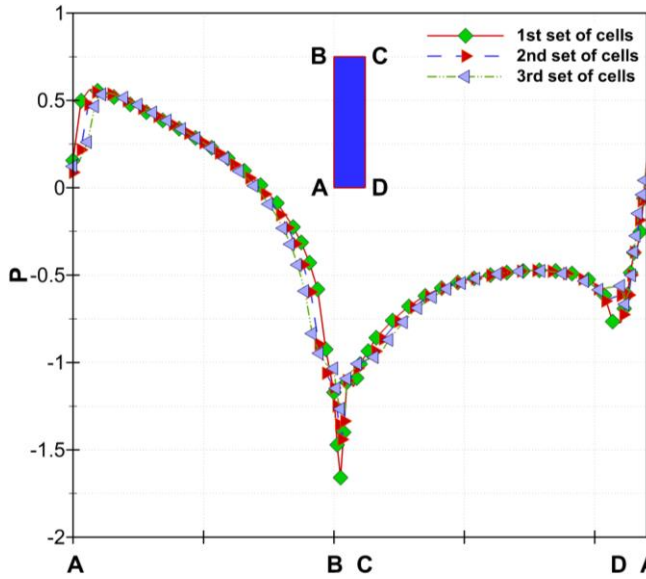 1st set of cells
2nd set of cells
3rd set of cells
B C
A D
1
0.5
0
-0.5
-1
-1.5
-2
P
A B C D A